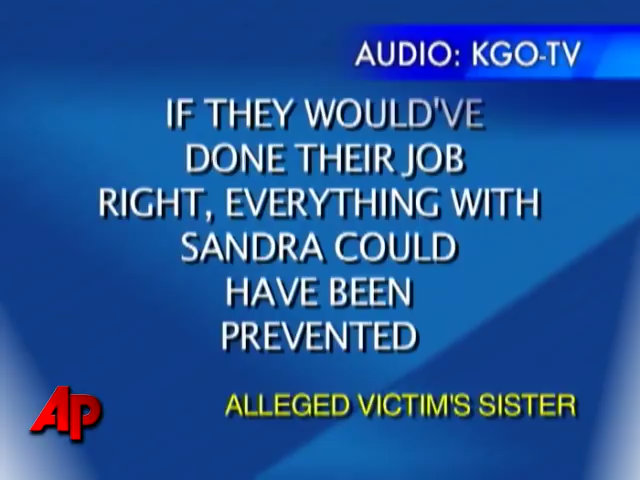 AUDIO: KGO-TV
IF THEY WOULD'VE
DONE THEIR JOB
RIGHT, EVERYTHING WITH
SANDRA COULD
HAVE BEEN
PREVENTED
ALLEGED VICTIM'S SISTER
AP